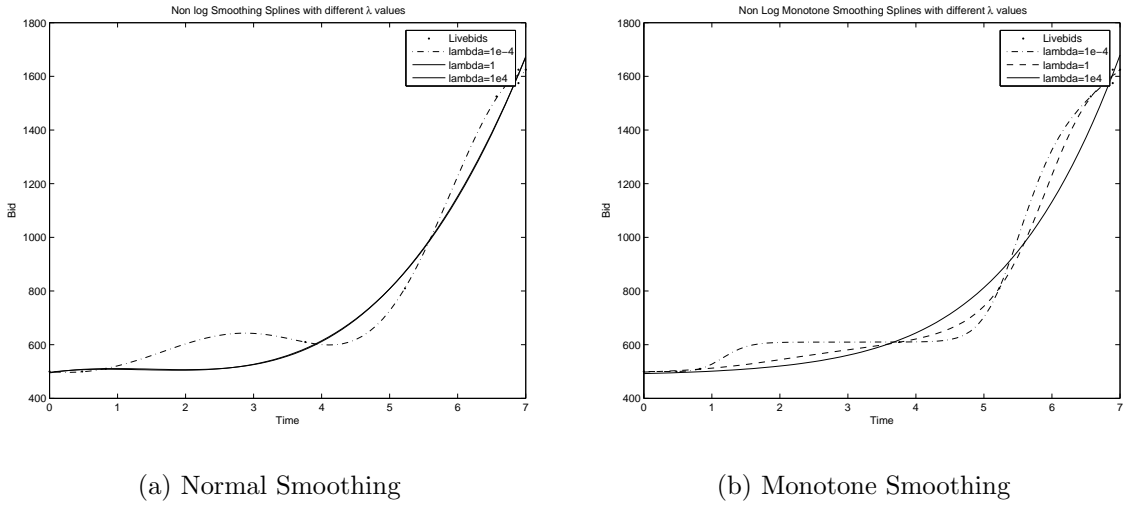 Non log Smoothing Splines with different λ values
1800
1600
1400
1200
1000
800
600
400
Bid
0 1 2 3 4 5 6 7
Time
Livebids
lambda=1e−4
lambda=1
lambda=1e4
(a) Normal Smoothing
Non Log Monotone Smoothing Splines with different λ values
1800
1600
1400
1200
1000
800
600
400
Bid
0 1 2 3 4 5 6 7
Time
Livebids
lambda=1e−4
lambda=1
lambda=1e4
(b) Monotone Smoothing